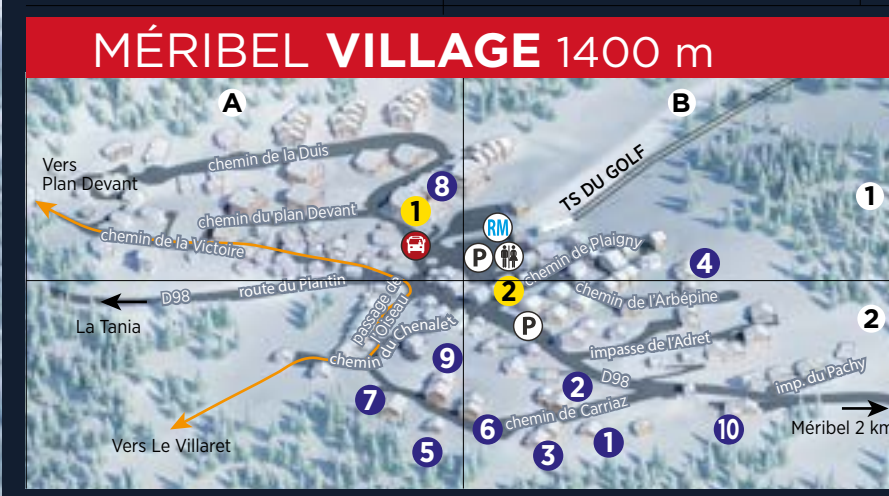 MÉRIBEL VILLAGE 1400 m
A
B
Vers
Plan Devant
chemin de la Duis
TS DU GOLF
8
1
1
chemin du plan Devant
RM
chemin de la Victoire
P
chemin de Plaigny
4
D98
route du Plantin
2
chemin de l'Arbépine
La Tania
passage de
l'Oiseau
P
2
chemin du Chenalet
9
impasse de l'Adret
7
2
D98
imp. du Pachy
chemin de Carriaz
Vers Le Villaret
5
6
3
1
10
Méribel 2 km